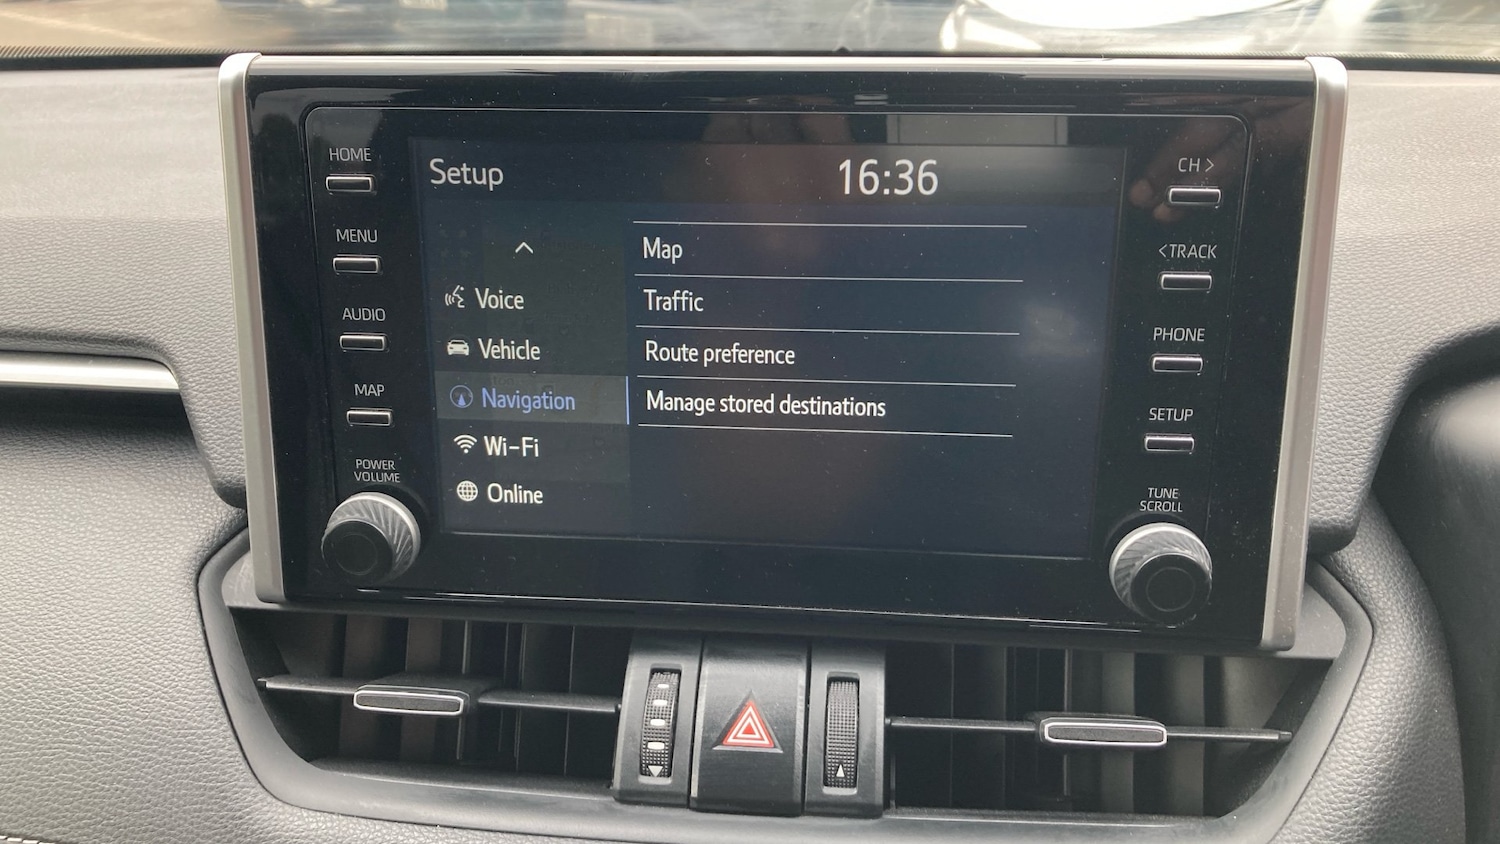 HOME
MENU
AUDIO
MAP
POWER
VOLUME
Setup
16:36
Voice
Vehicle
Navigation
Wi-Fi
Online
Map
Traffic
Route preference
Manage stored destinations
CH >
<TRACK
PHONE
SETUP
TUNE
SCROLL